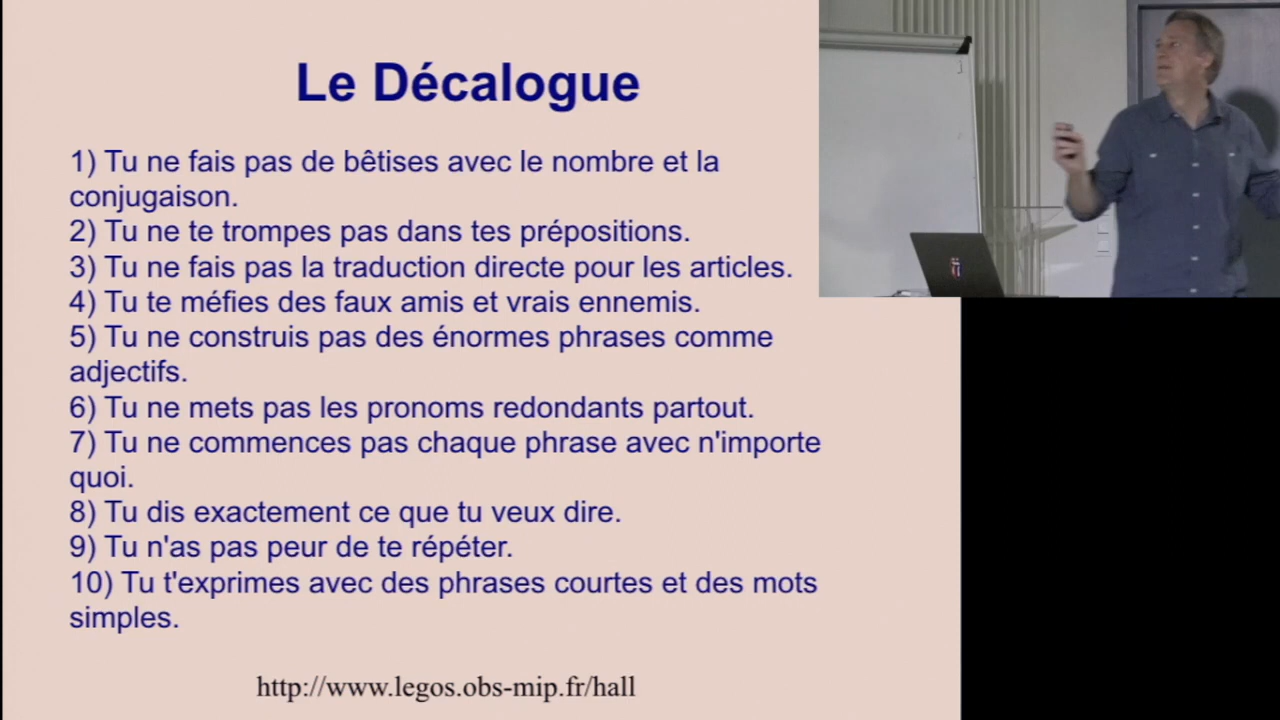 Le Décalogue
1) Tu ne fais pas de bêtises avec le nombre et la
conjugaison.
2) Tu ne te trompes pas dans tes prépositions.
3) Tu ne fais pas la traduction directe pour les articles.
4) Tu te méfies des faux amis et vrais ennemis.
5) Tu ne construis pas des énormes phrases comme
adjectifs.
6) Tu ne mets pas les pronoms redondants partout.
7) Tu ne commences pas chaque phrase avec n'importe
quoi.
8) Tu dis exactement ce que tu veux dire.
9) Tu n'as pas peur de te répéter.
10) Tu t'exprimes avec des phrases courtes et des mots
simples.
http://www.legos.obs-mip.fr/hall